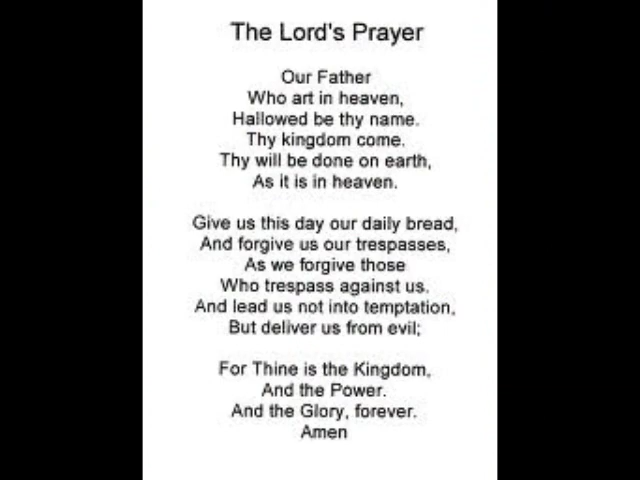 The Lord's Prayer
Our Father
Who art in heaven,
Hallowed be thy name.
Thy kingdom come.
Thy will be done on earth,
As it is in heaven.
Give us this day our daily bread,
And forgive us our trespasses,
As we forgive those
Who trespass against us.
And lead us not into temptation,
But deliver us from evil;
For Thine is the Kingdom,
And the Power.
And the Glory, forever.
Amen